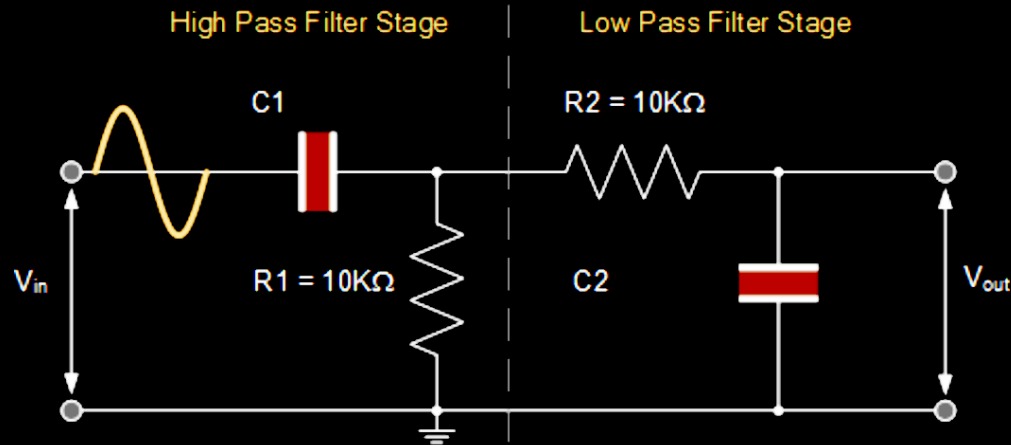 High Pass Filter Stage
Low Pass Filter Stage
C1
R2 = 10KΩ
Vin
R1 = 10KΩ
C2
Vout